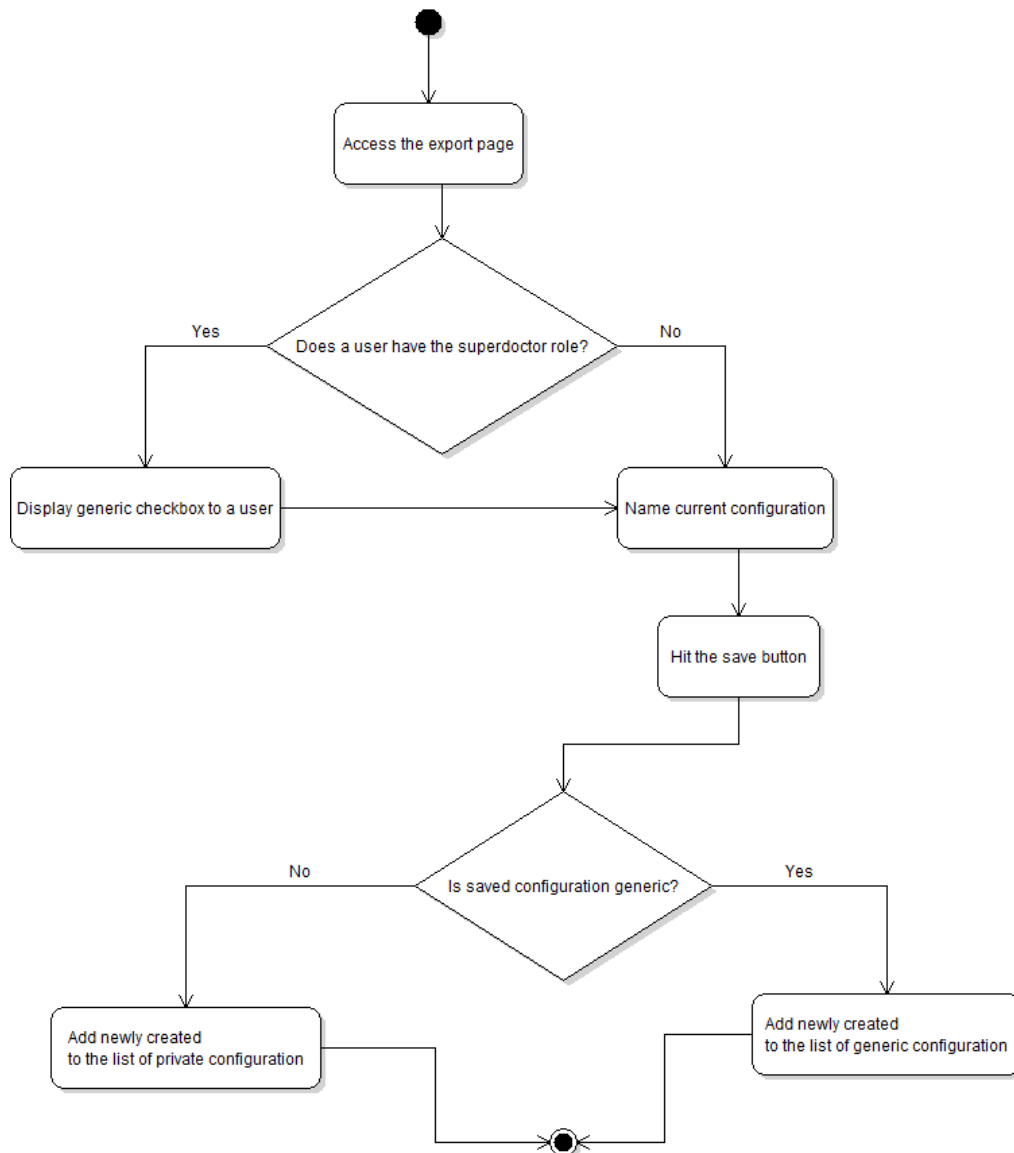 Access the export page
Does a user have the superdoctor role?
Yes
No
Display generic checkbox to a user
Name current configuration
Hit the save button
Is saved configuration generic?
No
Yes
Add newly created
to the list of private configuration
Add newly created
to the list of generic configuration